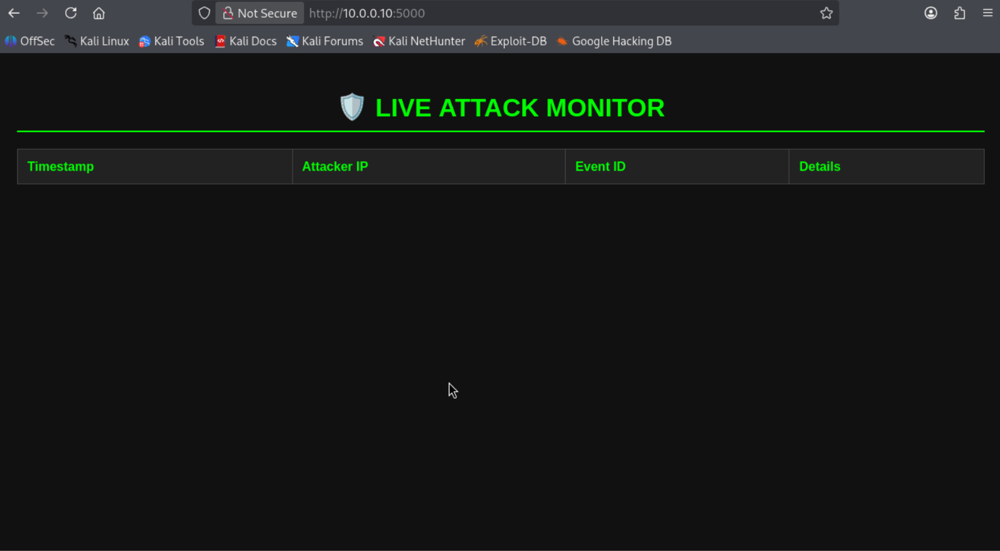 Not Secure http://10.0.0.10:5000
OffSec Kali Linux Kali Tools Kali Docs Kali Forums Kali NetHunter Exploit-DB Google Hacking DB
LIVE ATTACK MONITOR
Timestamp Attacker IP Event ID Details